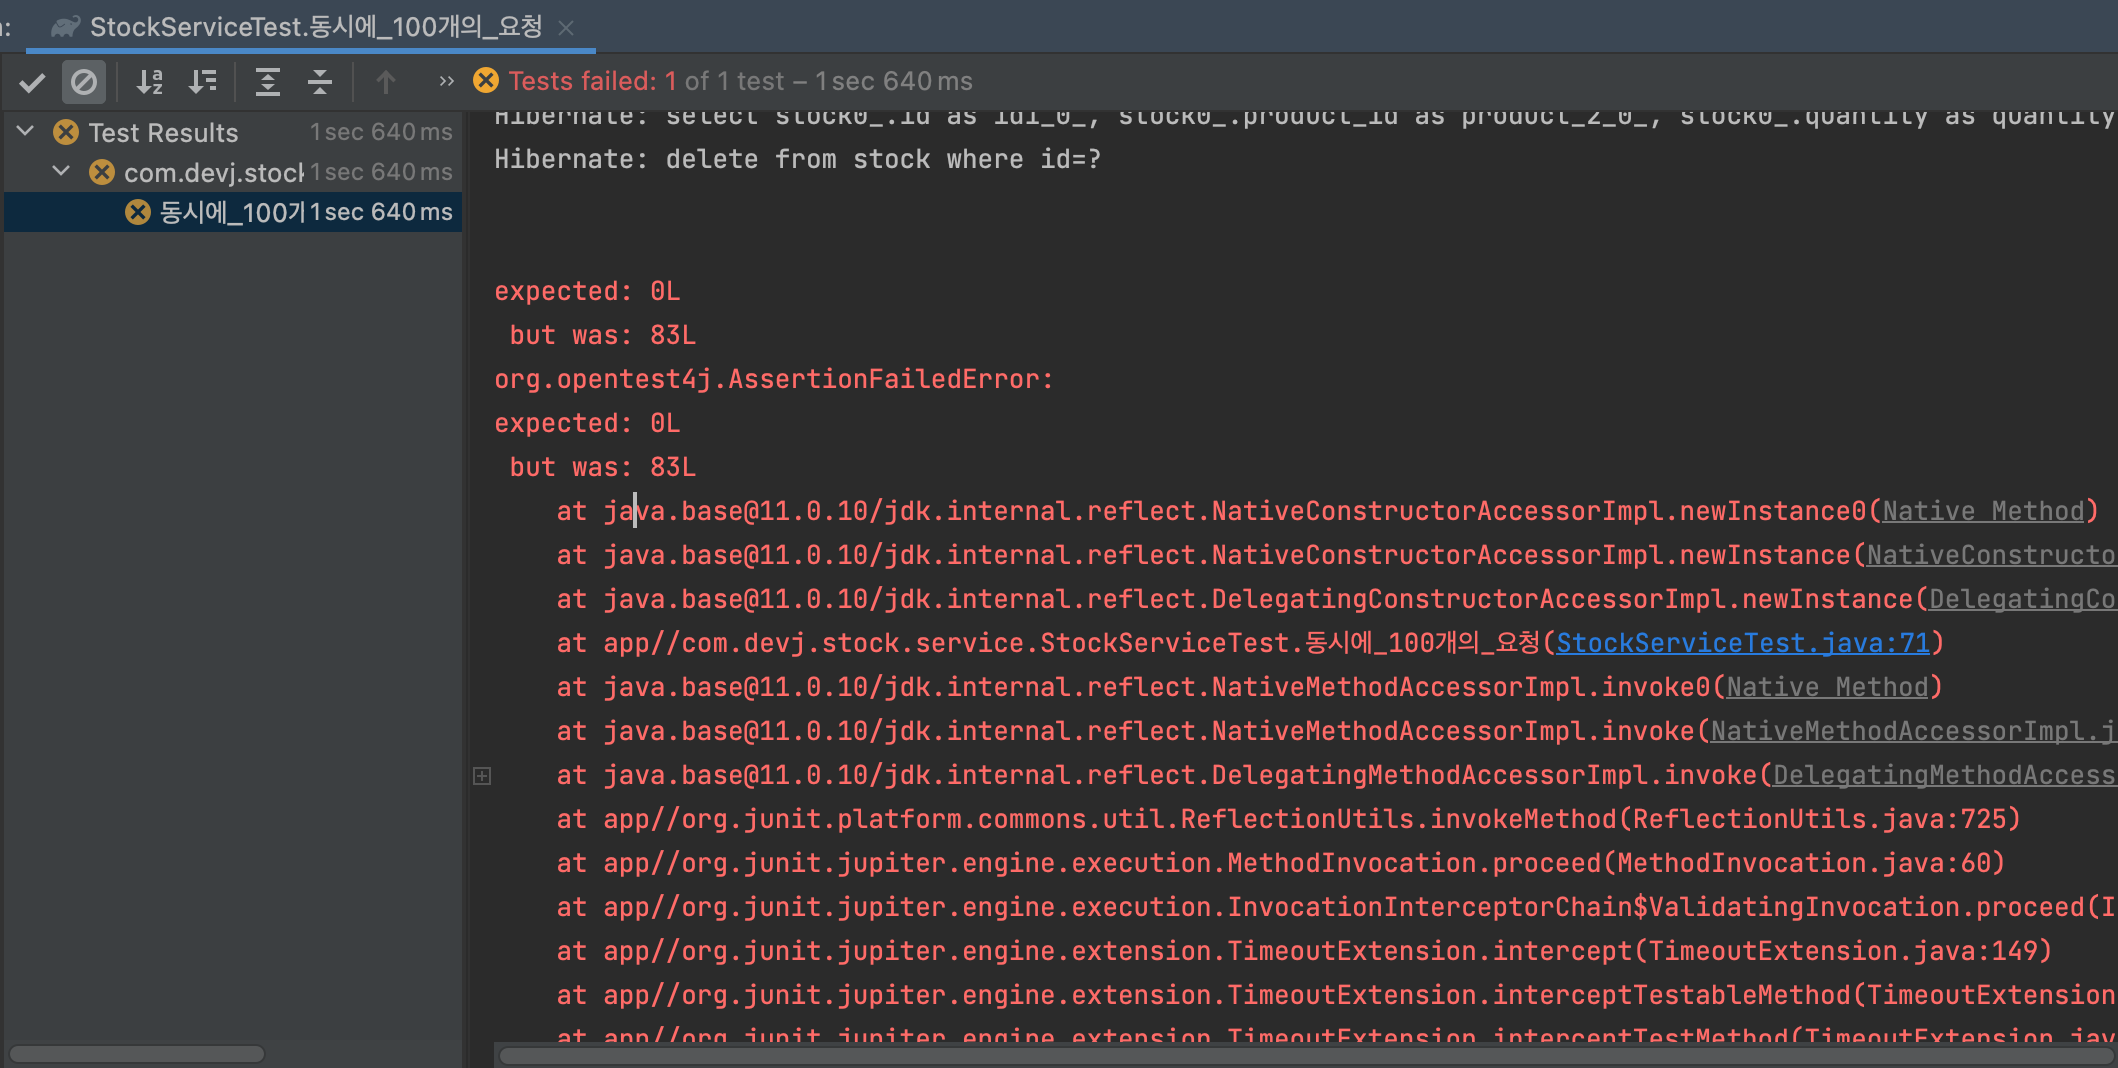 StockServiceTest.동시에_100개의_요청
Tests failed: 1 of 1 test – 1 sec 640 ms
Test Results 1 sec 640 ms
com.devj.stock 1 sec 640 ms
동시에_100개 1 sec 640 ms
Hibernate: select stock0_.id as id1_0_, stock0_.product_id as product_2_0_, stock0_.quantity as quantity
Hibernate: delete from stock where id=?
expected: 0L
but was: 83L
org.opentest4j.AssertionFailedError:
expected: 0L
but was: 83L
at java.base@11.0.10/jdk.internal.reflect.NativeConstructorAccessorImpl.newInstance0(Native Method)
at java.base@11.0.10/jdk.internal.reflect.NativeConstructorAccessorImpl.newInstance(NativeConstructo
at java.base@11.0.10/jdk.internal.reflect.DelegatingConstructorAccessorImpl.newInstance(DelegatingCo
at app//com.devj.stock.service.StockServiceTest.동시에_100개의_요청(StockServiceTest.java:71)
at java.base@11.0.10/jdk.internal.reflect.NativeMethodAccessorImpl.invoke0(Native Method)
at java.base@11.0.10/jdk.internal.reflect.NativeMethodAccessorImpl.invoke(NativeMethodAccessorImpl.j
at java.base@11.0.10/jdk.internal.reflect.DelegatingMethodAccessorImpl.invoke(DelegatingMethodAccess
at app//org.junit.platform.commons.util.ReflectionUtils.invokeMethod(ReflectionUtils.java:725)
at app//org.junit.jupiter.engine.execution.MethodInvocation.proceed(MethodInvocation.java:60)
at app//org.junit.jupiter.engine.execution.InvocationInterceptorChain$ValidatingInvocation.proceed(I
at app//org.junit.jupiter.engine.extension.TimeoutExtension.intercept(TimeoutExtension.java:149)
at app//org.junit.jupiter.engine.extension.TimeoutExtension.interceptTestableMethod(TimeoutExtension
at app//org.junit.jupiter.engine.extension.TimeoutExtension.interceptTestMethod(TimeoutExtension.jav